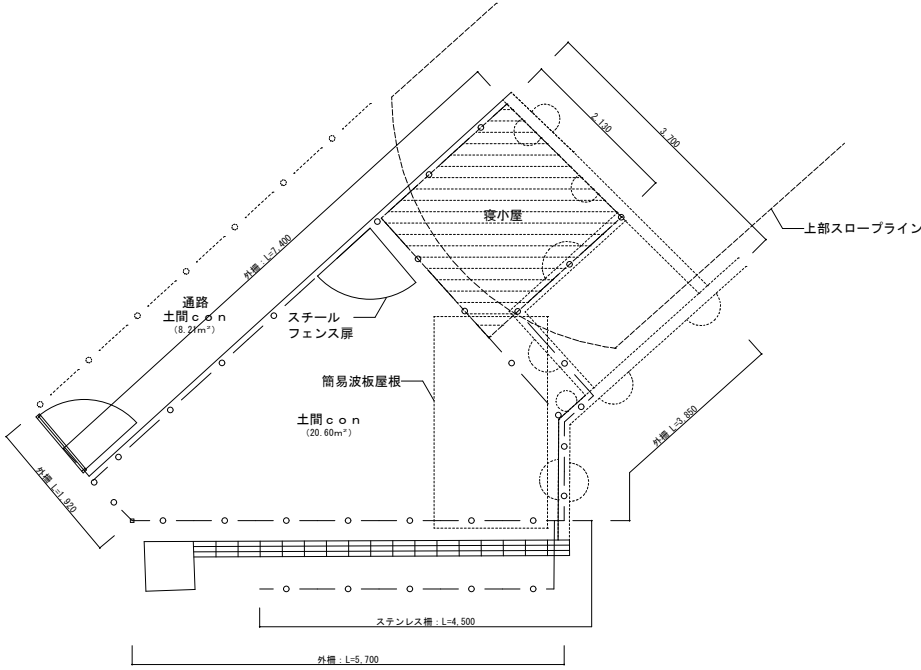 2,130
3,700
寝小屋
上部スロープライン
外柵：L=7,400
通路
土間ｃｏｎ
(8.21m²)
スチール
フェンス扉
簡易波板屋根
土間ｃｏｎ
(20.60m²)
外柵 L=3,850
外柵 L=1,920
ステンレス柵：L=4,500
外柵：L=5,700